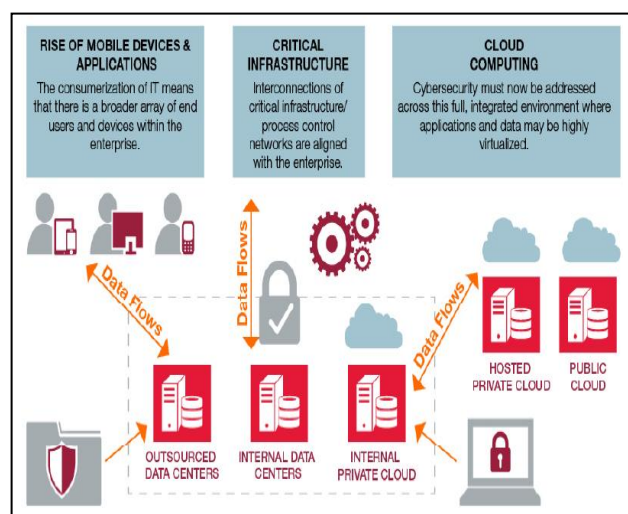 RISE OF MOBILE DEVICES &
APPLICATIONS
The consumerization of IT means
that there is a broader array of end
users and devices within the
enterprise.
CRITICAL
INFRASTRUCTURE
Interconnections of
critical infrastructure/
process control
networks are aligned
with the enterprise.
CLOUD
COMPUTING
Cybersecurity must now be addressed
across this full, integrated environment where
applications and data may be highly
virtualized.
Data Flows
Data Flows
Data Flows
HOSTED
PRIVATE CLOUD
PUBLIC
CLOUD
OUTSOURCED
DATA CENTERS
INTERNAL DATA
CENTERS
INTERNAL
PRIVATE CLOUD